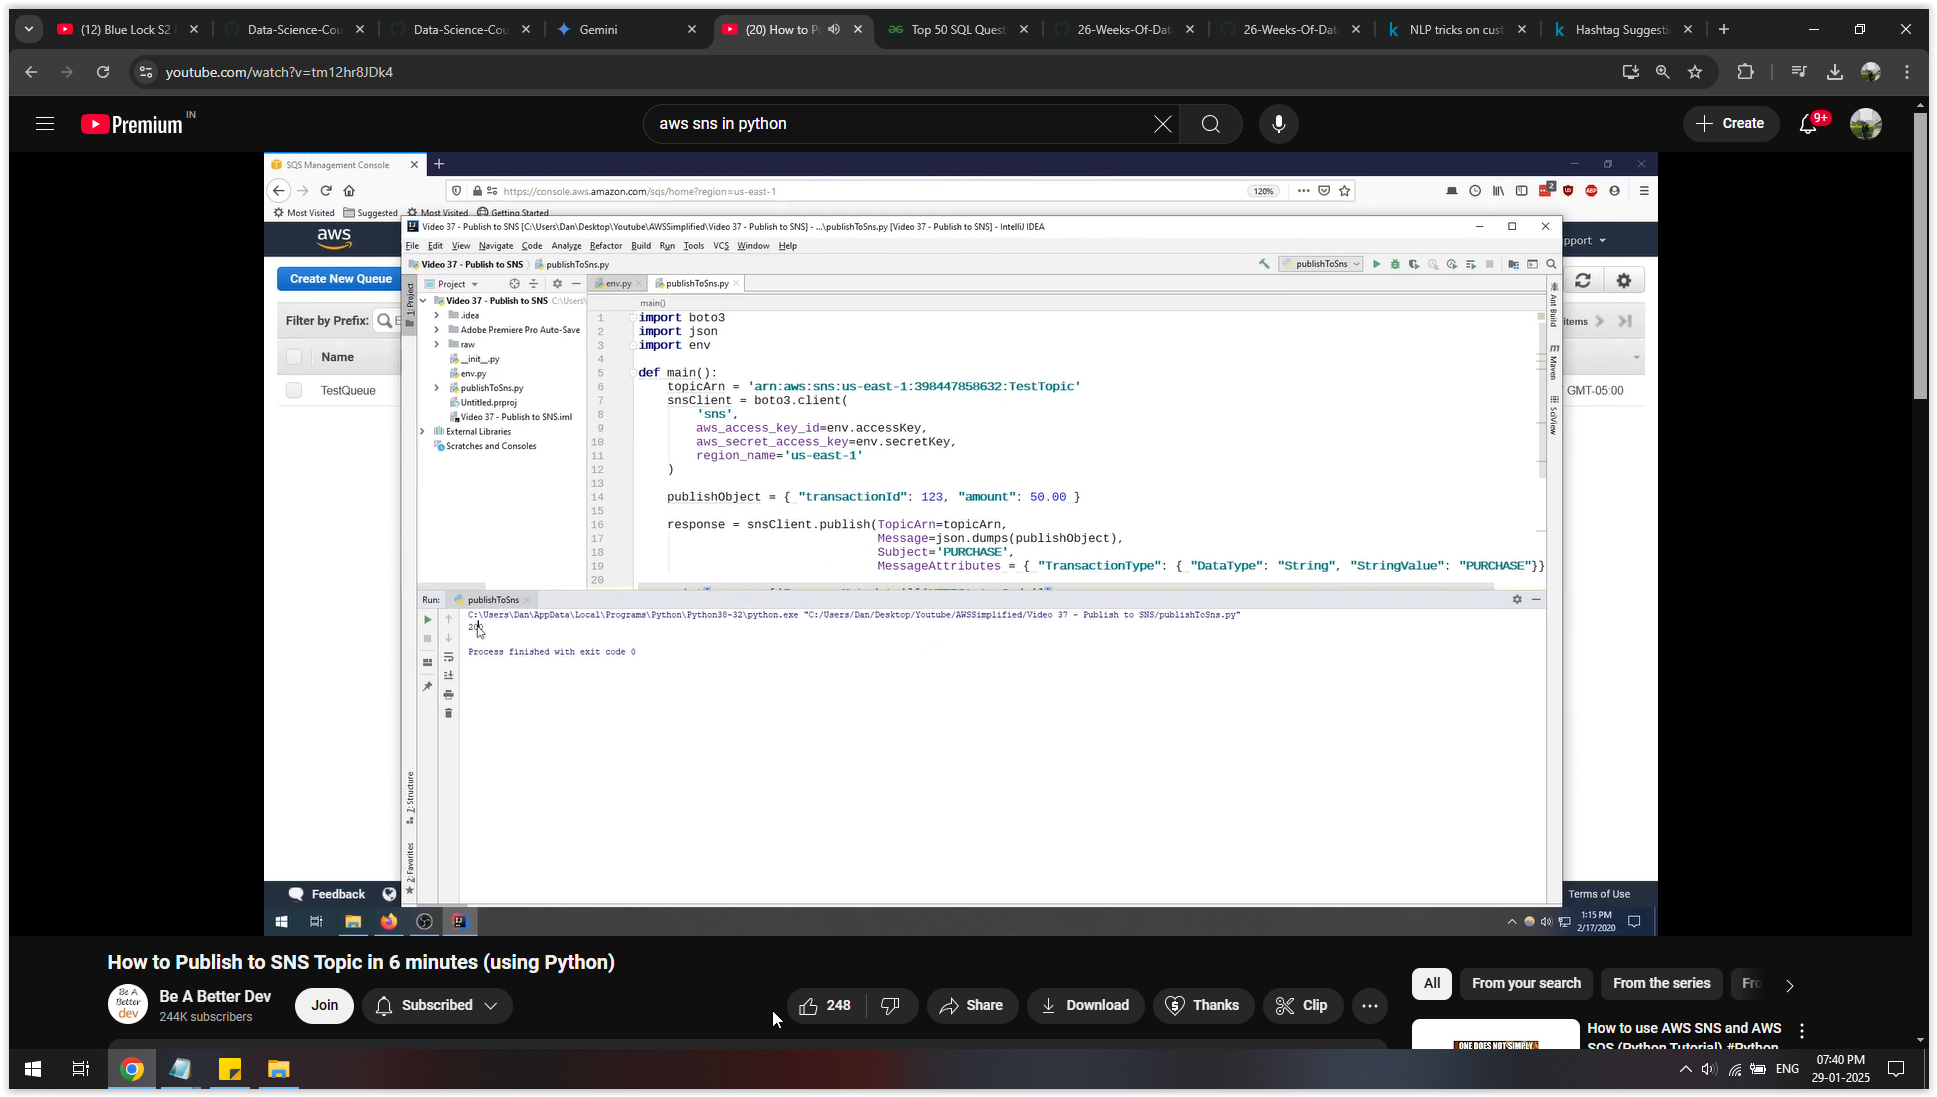 (12) Blue Lock S2
Data-Science-Cou
Data-Science-Cou
Gemini
(20) How to P
Top 50 SQL Quest
26-Weeks-Of-Dat
26-Weeks-Of-Dat
NLP tricks on cust
Hashtag Suggesti
youtube.com/watch?v=tm12hr8JDk4
Premium IN
aws sns in python
Create
9+
SQS Management Console
https://console.aws.amazon.com/sqs/home?region=us-east-1
120%
2
Most Visited Suggested Most Visited Getting Started
Video 37 - Publish to SNS [C:\Users\Dan\Desktop\Youtube\AWSSimplified\Video 37 - Publish to SNS] - ...\publishToSns.py [Video 37 - Publish to SNS] - IntelliJ IDEA
aws
File Edit View Navigate Code Analyze Refactor Build Run Tools VCS Window Help
pport
Video 37 - Publish to SNS publishToSns.py
publishToSns
Create New Queue
Project
env.py publishToSns.py
1: Project
Video 37 - Publish to SNS C:\Users\
main()
.idea
Adobe Premiere Pro Auto-Save
raw
__init__.py
env.py
publishToSns.py
Untitled.prproj
Video 37 - Publish to SNS.iml
External Libraries
Scratches and Consoles
Filter by Prefix:
Name
TestQueue
items
GMT-05:00
Ant Build
Maven
SciView
1 import boto3
2 import json
3 import env
4
5 def main():
6 topicArn = 'arn:aws:sns:us-east-1:398447858632:TestTopic'
7 snsClient = boto3.client(
8 'sns',
9 aws_access_key_id=env.accessKey,
10 aws_secret_access_key=env.secretKey,
11 region_name='us-east-1'
12 )
13
14 publishObject = { "transactionId": 123, "amount": 50.00 }
15
16 response = snsClient.publish(TopicArn=topicArn,
17 Message=json.dumps(publishObject),
18 Subject='PURCHASE',
19 MessageAttributes = { "TransactionType": { "DataType": "String", "StringValue": "PURCHASE"}}
20
Run: publishToSns
C:\Users\Dan\AppData\Local\Programs\Python\Python38-32\python.exe "C:/Users/Dan/Desktop/Youtube/AWSSimplified/Video 37 - Publish to SNS/publishToSns.py"
200
Process finished with exit code 0
7: Structure
2: Favorites
Feedback
Terms of Use
1:15 PM
2/17/2020
How to Publish to SNS Topic in 6 minutes (using Python)
Be A Better dev
Be A Better Dev
244K subscribers
Join
Subscribed
248
Share
Download
Thanks
Clip
All
From your search
From the series
Fro
How to use AWS SNS and AWS
SQS (Python Tutorial) #Python
ONE DOES NOT SIMPLY
ENG
07:40 PM
29-01-2025